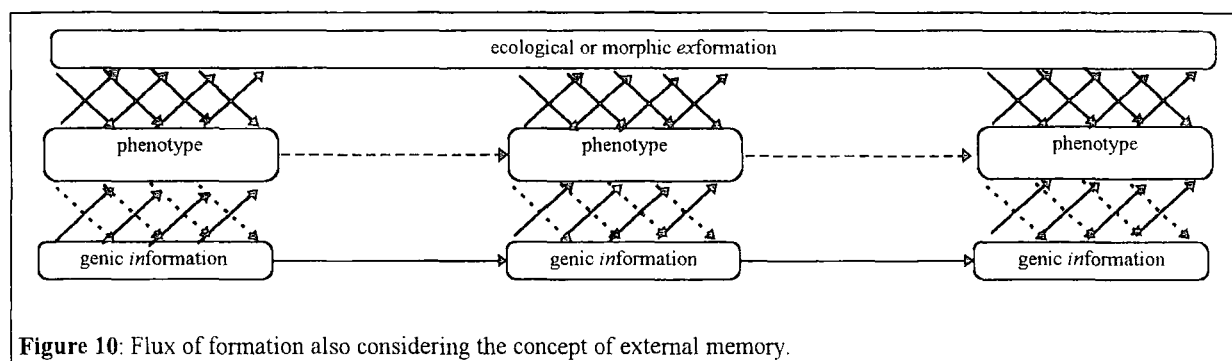 ecological or morphic exformation
phenotype phenotype phenotype
genic information genic information genic information
Figure 10: Flux of formation also considering the concept of external memory.